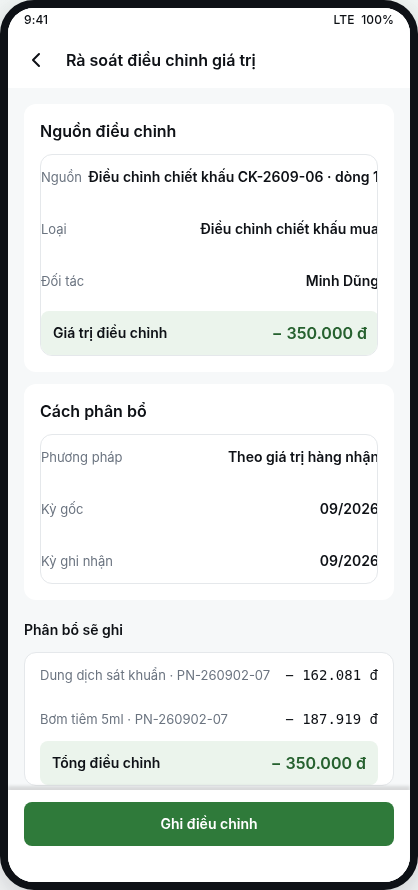 9:41 LTE 100%
Rà soát điều chỉnh giá trị
Nguồn điều chỉnh
Nguồn Điều chỉnh chiết khấu CK-2609-06 · dòng 1
Loại Điều chỉnh chiết khấu mua
Đối tác Minh Dũng
Giá trị điều chỉnh − 350.000 đ
Cách phân bổ
Phương pháp Theo giá trị hàng nhận
Kỳ gốc 09/2026
Kỳ ghi nhận 09/2026
Phân bổ sẽ ghi
Dung dịch sát khuẩn · PN-260902-07 − 162.081 đ
Bơm tiêm 5ml · PN-260902-07 − 187.919 đ
Tổng điều chỉnh − 350.000 đ
Ghi điều chỉnh